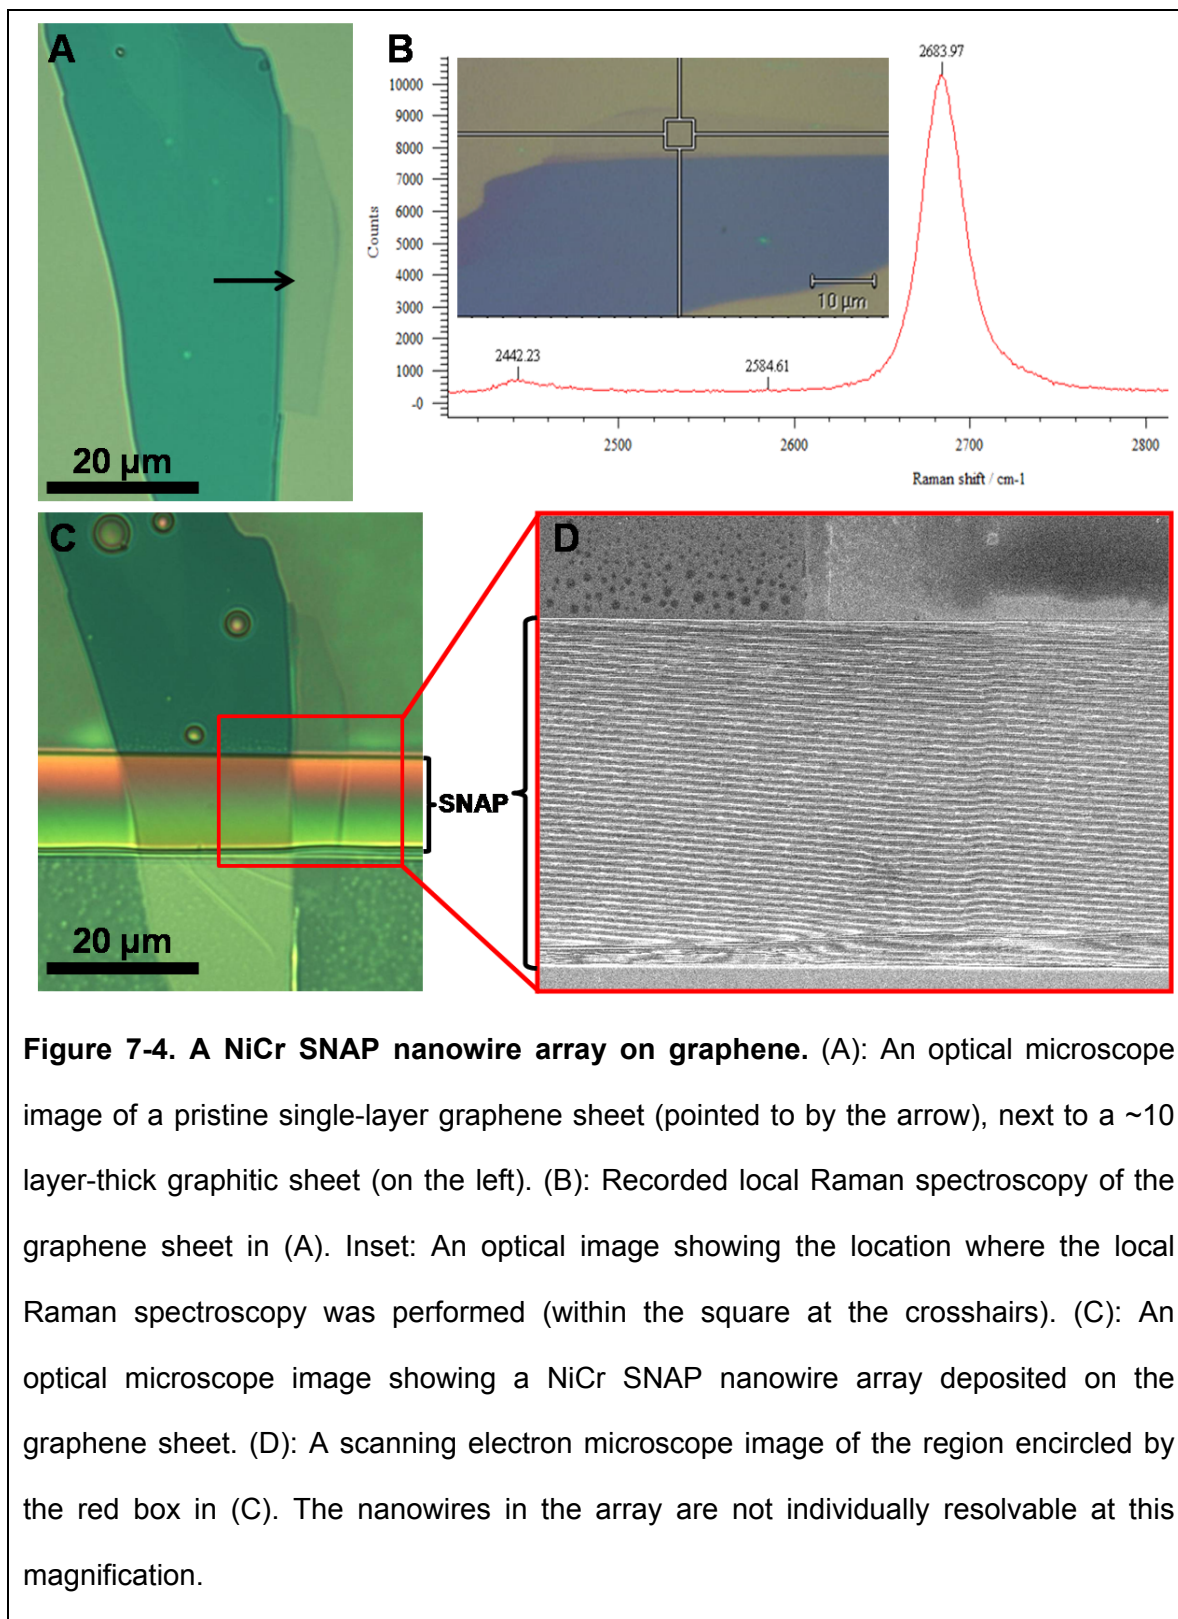 A
20 µm
B
2683.97
10000
9000
8000
7000
6000
5000
4000
3000
2000
1000
-0
Counts
10 µm
2442.23
2584.61
2500
2600
2700
2800
Raman shift / cm-1
C
20 µm
SNAP
D
Figure 7-4. A NiCr SNAP nanowire array on graphene. (A): An optical microscope
image of a pristine single-layer graphene sheet (pointed to by the arrow), next to a ~10
layer-thick graphitic sheet (on the left). (B): Recorded local Raman spectroscopy of the
graphene sheet in (A). Inset: An optical image showing the location where the local
Raman spectroscopy was performed (within the square at the crosshairs). (C): An
optical microscope image showing a NiCr SNAP nanowire array deposited on the
graphene sheet. (D): A scanning electron microscope image of the region encircled by
the red box in (C). The nanowires in the array are not individually resolvable at this
magnification.